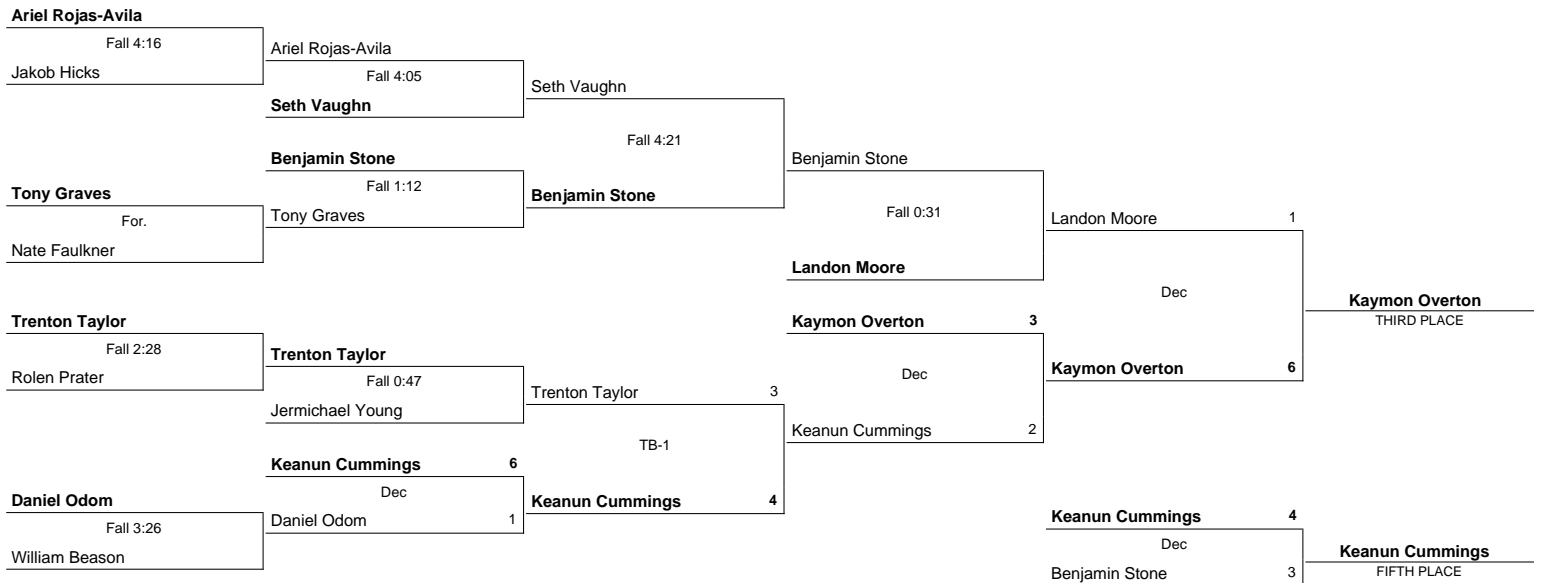 Ariel Rojas-Avila
Fall 4:16
Jakob Hicks
Tony Graves
For.
Nate Faulkner
Trenton Taylor
Fall 2:28
Rolen Prater
Daniel Odom
Fall 3:26
William Beason
Ariel Rojas-Avila
Fall 4:05
Seth Vaughn
Benjamin Stone
Fall 1:12
Tony Graves
Trenton Taylor
Fall 0:47
Jermichael Young
Keanun Cummings 6
Dec
Daniel Odom 1
Seth Vaughn
Fall 4:21
Benjamin Stone
Trenton Taylor 3
TB-1
Keanun Cummings 4
Benjamin Stone
Fall 0:31
Landon Moore
Kaymon Overton 3
Dec
Keanun Cummings 2
Landon Moore 1
Dec
Kaymon Overton 6
Kaymon Overton
THIRD PLACE
Keanun Cummings 4
Dec
Benjamin Stone 3
Keanun Cummings
FIFTH PLACE